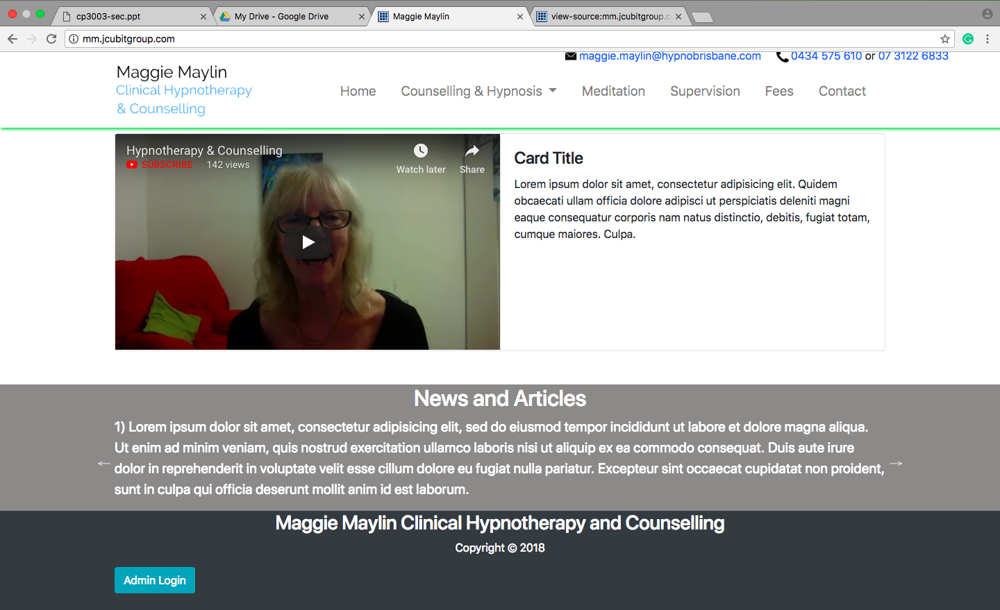 cp3003-sec.ppt
My Drive - Google Drive
Maggie Maylin
view-source:mm.jcubitgroup.c
mm.jcubitgroup.com
maggie.maylin@hypnobrisbane.com 0434 575 610 or 07 3122 6833
Maggie Maylin
Clinical Hypnotherapy
& Counselling
Home Counselling & Hypnosis Meditation Supervision Fees Contact
Hypnotherapy & Counselling
SUBSCRIBE 142 views
Watch later Share
Card Title
Lorem ipsum dolor sit amet, consectetur adipisicing elit. Quidem
obcaecati ullam officia dolore adipisci ut perspiciatis deleniti magni
eaque consequatur corporis nam natus distinctio, debitis, fugiat totam,
cumque maiores. Culpa.
News and Articles
1) Lorem ipsum dolor sit amet, consectetur adipisicing elit, sed do eiusmod tempor incididunt ut labore et dolore magna aliqua.
Ut enim ad minim veniam, quis nostrud exercitation ullamco laboris nisi ut aliquip ex ea commodo consequat. Duis aute irure
← dolor in reprehenderit in voluptate velit esse cillum dolore eu fugiat nulla pariatur. Excepteur sint occaecat cupidatat non proident, →
sunt in culpa qui officia deserunt mollit anim id est laborum.
Maggie Maylin Clinical Hypnotherapy and Counselling
Copyright © 2018
Admin Login